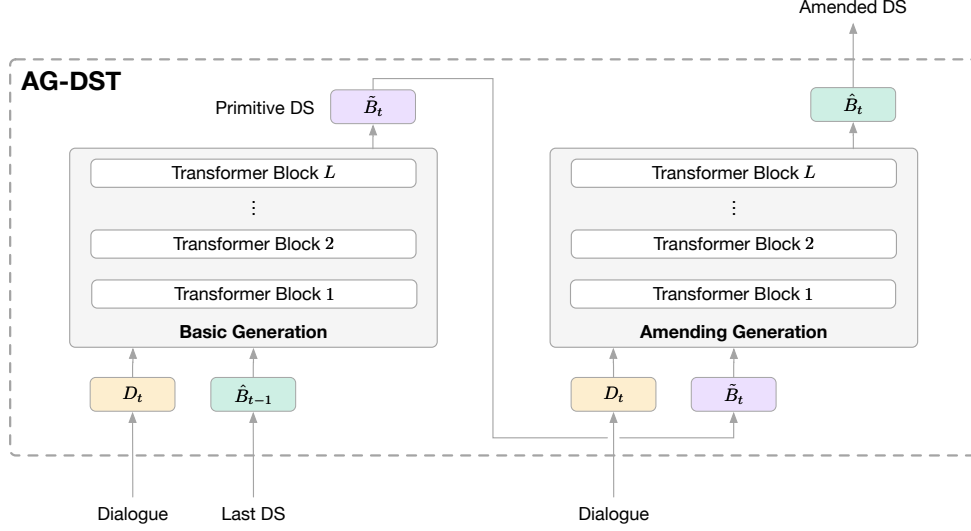 Amended DS
AG-DST
Primitive DS
B̃_t
B̂_t
Transformer Block L
⋮
Transformer Block 2
Transformer Block 1
Basic Generation
Transformer Block L
⋮
Transformer Block 2
Transformer Block 1
Amending Generation
D_t
B̂_{t−1}
D_t
B̃_t
Dialogue
Last DS
Dialogue